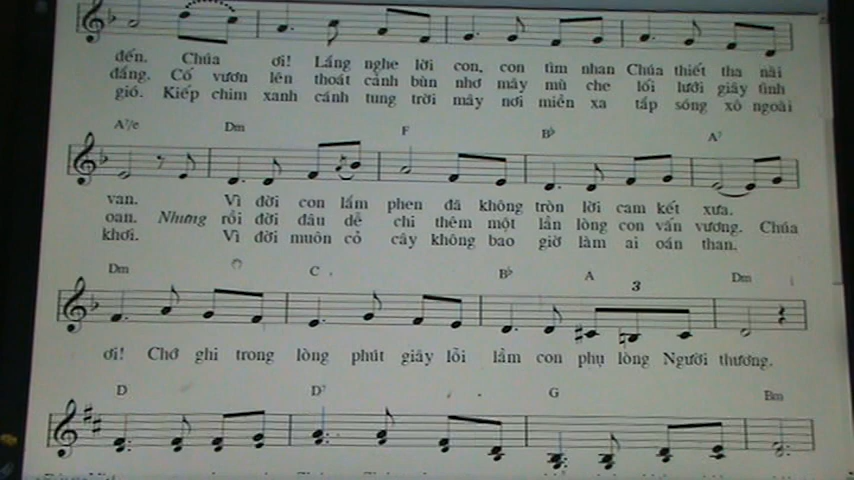 đến. Chúa ơi! Lắng nghe lời con, con tìm nhan Chúa thiết tha nài
đắng. Cố vươn lên thoát cảnh bùn nhơ mây mù che lối lưới giây tình
gió. Kiếp chim xanh cánh tung trời mây nơi miền xa tấp sóng xô ngoài
A7/e Dm F Bb A7
van. Vì đời con lắm phen đã không tròn lời cam kết xưa.
oan. Nhưng rồi đời đâu dễ chi thêm một lần lòng con vấn vương. Chúa
khơi. Vì đời muôn cỏ cây không bao giờ làm ai oán than.
Dm C Bb A Dm
3
ơi! Chớ ghi trong lòng phút giây lỗi lầm con phụ lòng Người thương.
D D7 G Bm